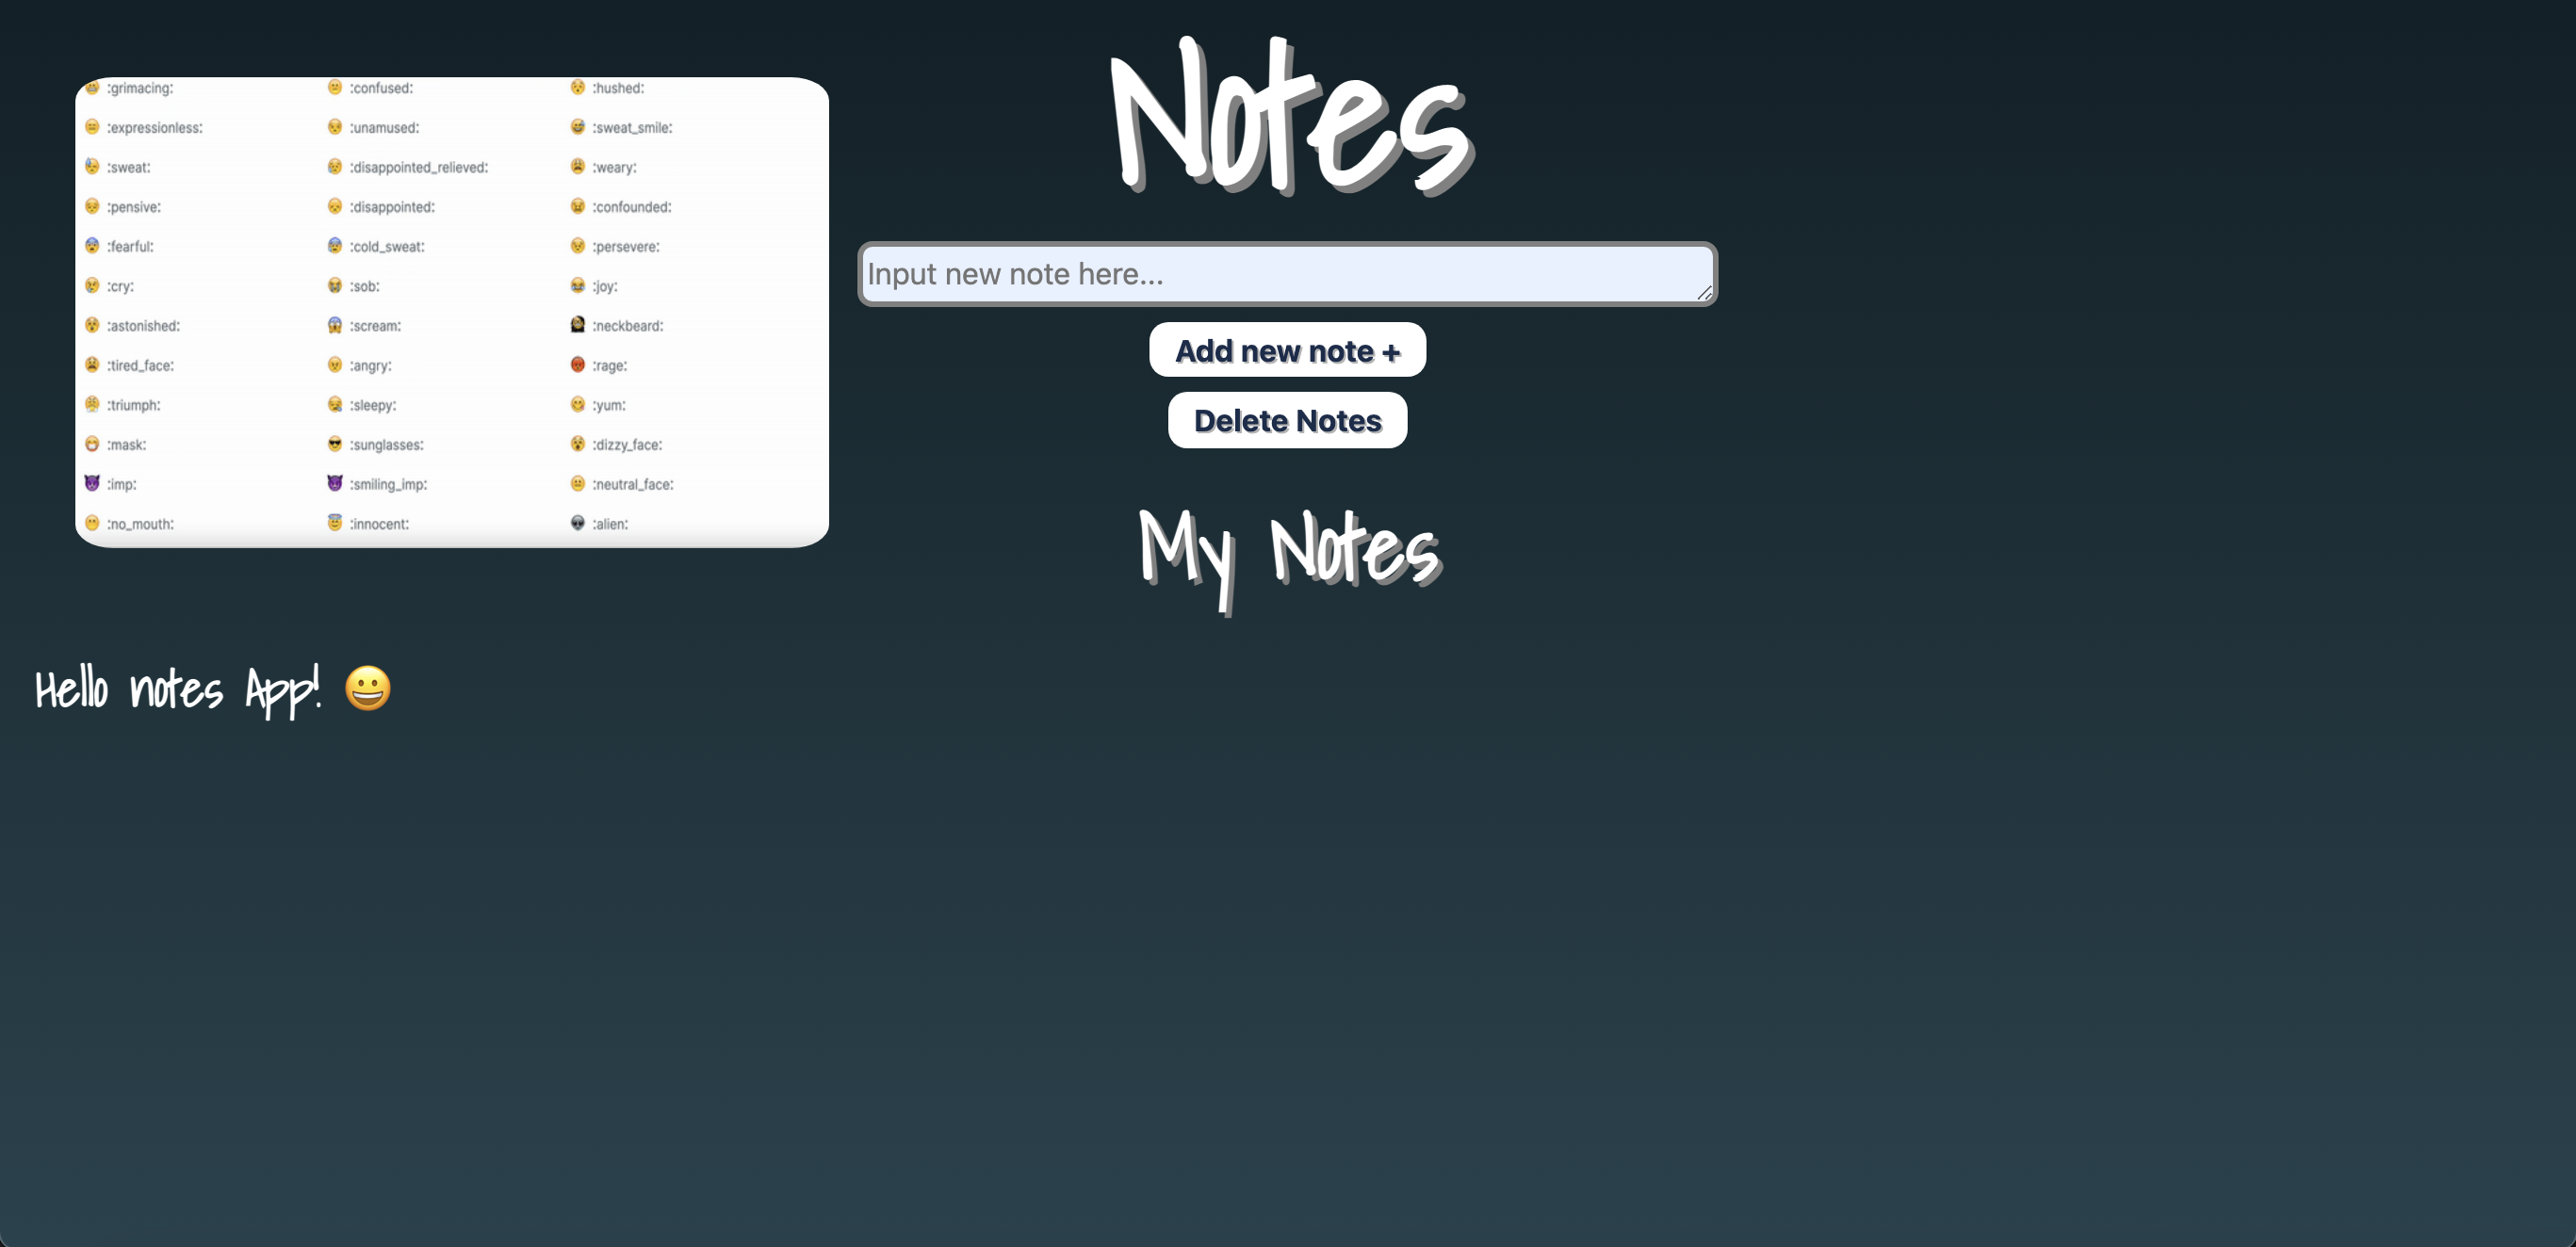 Notes
😬 :grimacing: 😕 :confused: 😯 :hushed:
😑 :expressionless: 😒 :unamused: 😅 :sweat_smile:
😓 :sweat: 😥 :disappointed_relieved: 😩 :weary:
😔 :pensive: 😞 :disappointed: 😖 :confounded:
😨 :fearful: 😰 :cold_sweat: 😣 :persevere:
😢 :cry: 😭 :sob: 😂 :joy:
😲 :astonished: 😱 :scream: :neckbeard:
😫 :tired_face: 😠 :angry: 😡 :rage:
😤 :triumph: 😪 :sleepy: 😋 :yum:
😷 :mask: 😎 :sunglasses: 😵 :dizzy_face:
👿 :imp: 😈 :smiling_imp: 😐 :neutral_face:
😶 :no_mouth: 😇 :innocent: 👽 :alien:
Input new note here...
Add new note +
Delete Notes
My Notes
Hello notes App! 😀